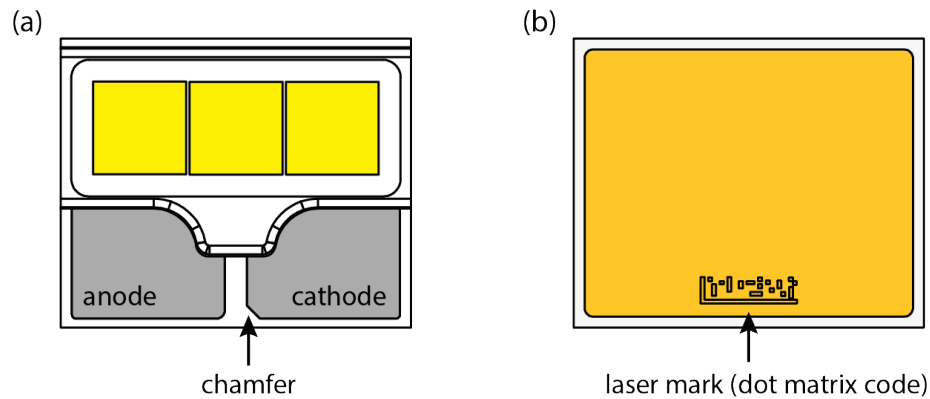 (a)
(b)
anode
cathode
chamfer
laser mark (dot matrix code)